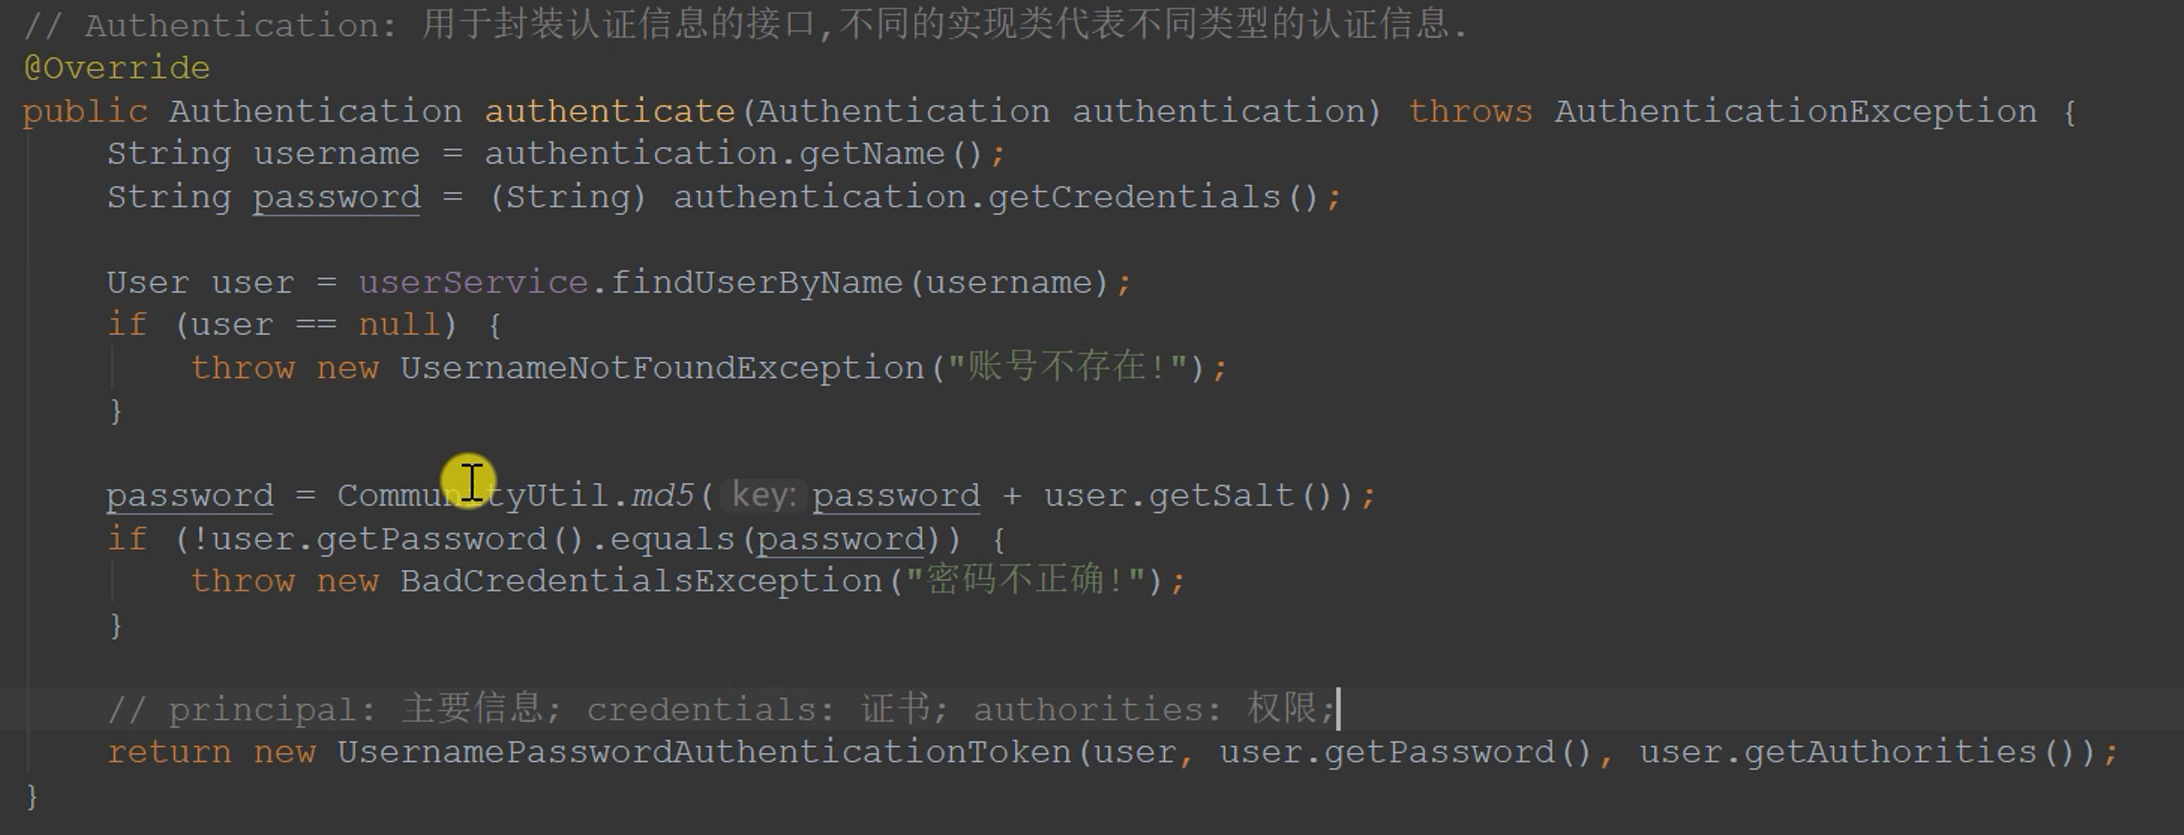 // Authentication: 用于封装认证信息的接口,不同的实现类代表不同类型的认证信息.
@Override
public Authentication authenticate(Authentication authentication) throws AuthenticationException {
    String username = authentication.getName();
    String password = (String) authentication.getCredentials();
    User user = userService.findUserByName(username);
    if (user == null) {
        throw new UsernameNotFoundException("账号不存在!");
    }
    password = CommunityUtil.md5( key: password + user.getSalt());
    if (!user.getPassword().equals(password)) {
        throw new BadCredentialsException("密码不正确!");
    }
    // principal: 主要信息; credentials: 证书; authorities: 权限;
    return new UsernamePasswordAuthenticationToken(user, user.getPassword(), user.getAuthorities());
}